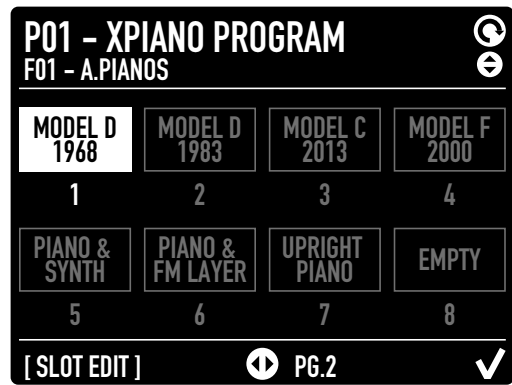 P01 - XPIANO PROGRAM
F01 - A.PIANOS
MODEL D
1968
MODEL D
1983
MODEL C
2013
MODEL F
2000
1
2
3
4
PIANO &
SYNTH
PIANO &
FM LAYER
UPRIGHT
PIANO
EMPTY
5
6
7
8
[ SLOT EDIT ]
PG.2